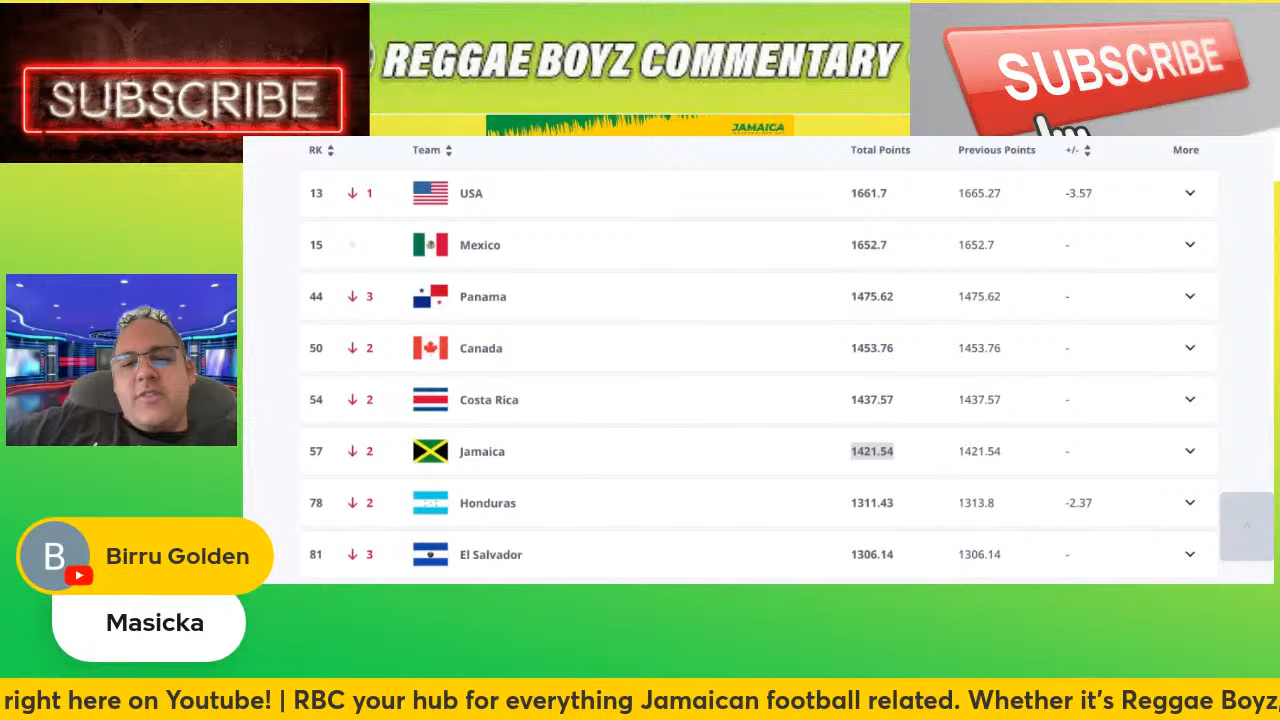 SUBSCRIBE
REGGAE BOYZ COMMENTARY
SUBSCRIBE
JAMAICA
RK Team Total Points Previous Points +/- More
13 1 USA 1661.7 1665.27 -3.57
15 Mexico 1652.7 1652.7 -
44 3 Panama 1475.62 1475.62 -
50 2 Canada 1453.76 1453.76 -
54 2 Costa Rica 1437.57 1437.57 -
57 2 Jamaica 1421.54 1421.54 -
78 2 Honduras 1311.43 1313.8 -2.37
81 3 El Salvador 1306.14 1306.14 -
B Birru Golden
Masicka
right here on Youtube! | RBC your hub for everything Jamaican football related. Whether it's Reggae Boyz,